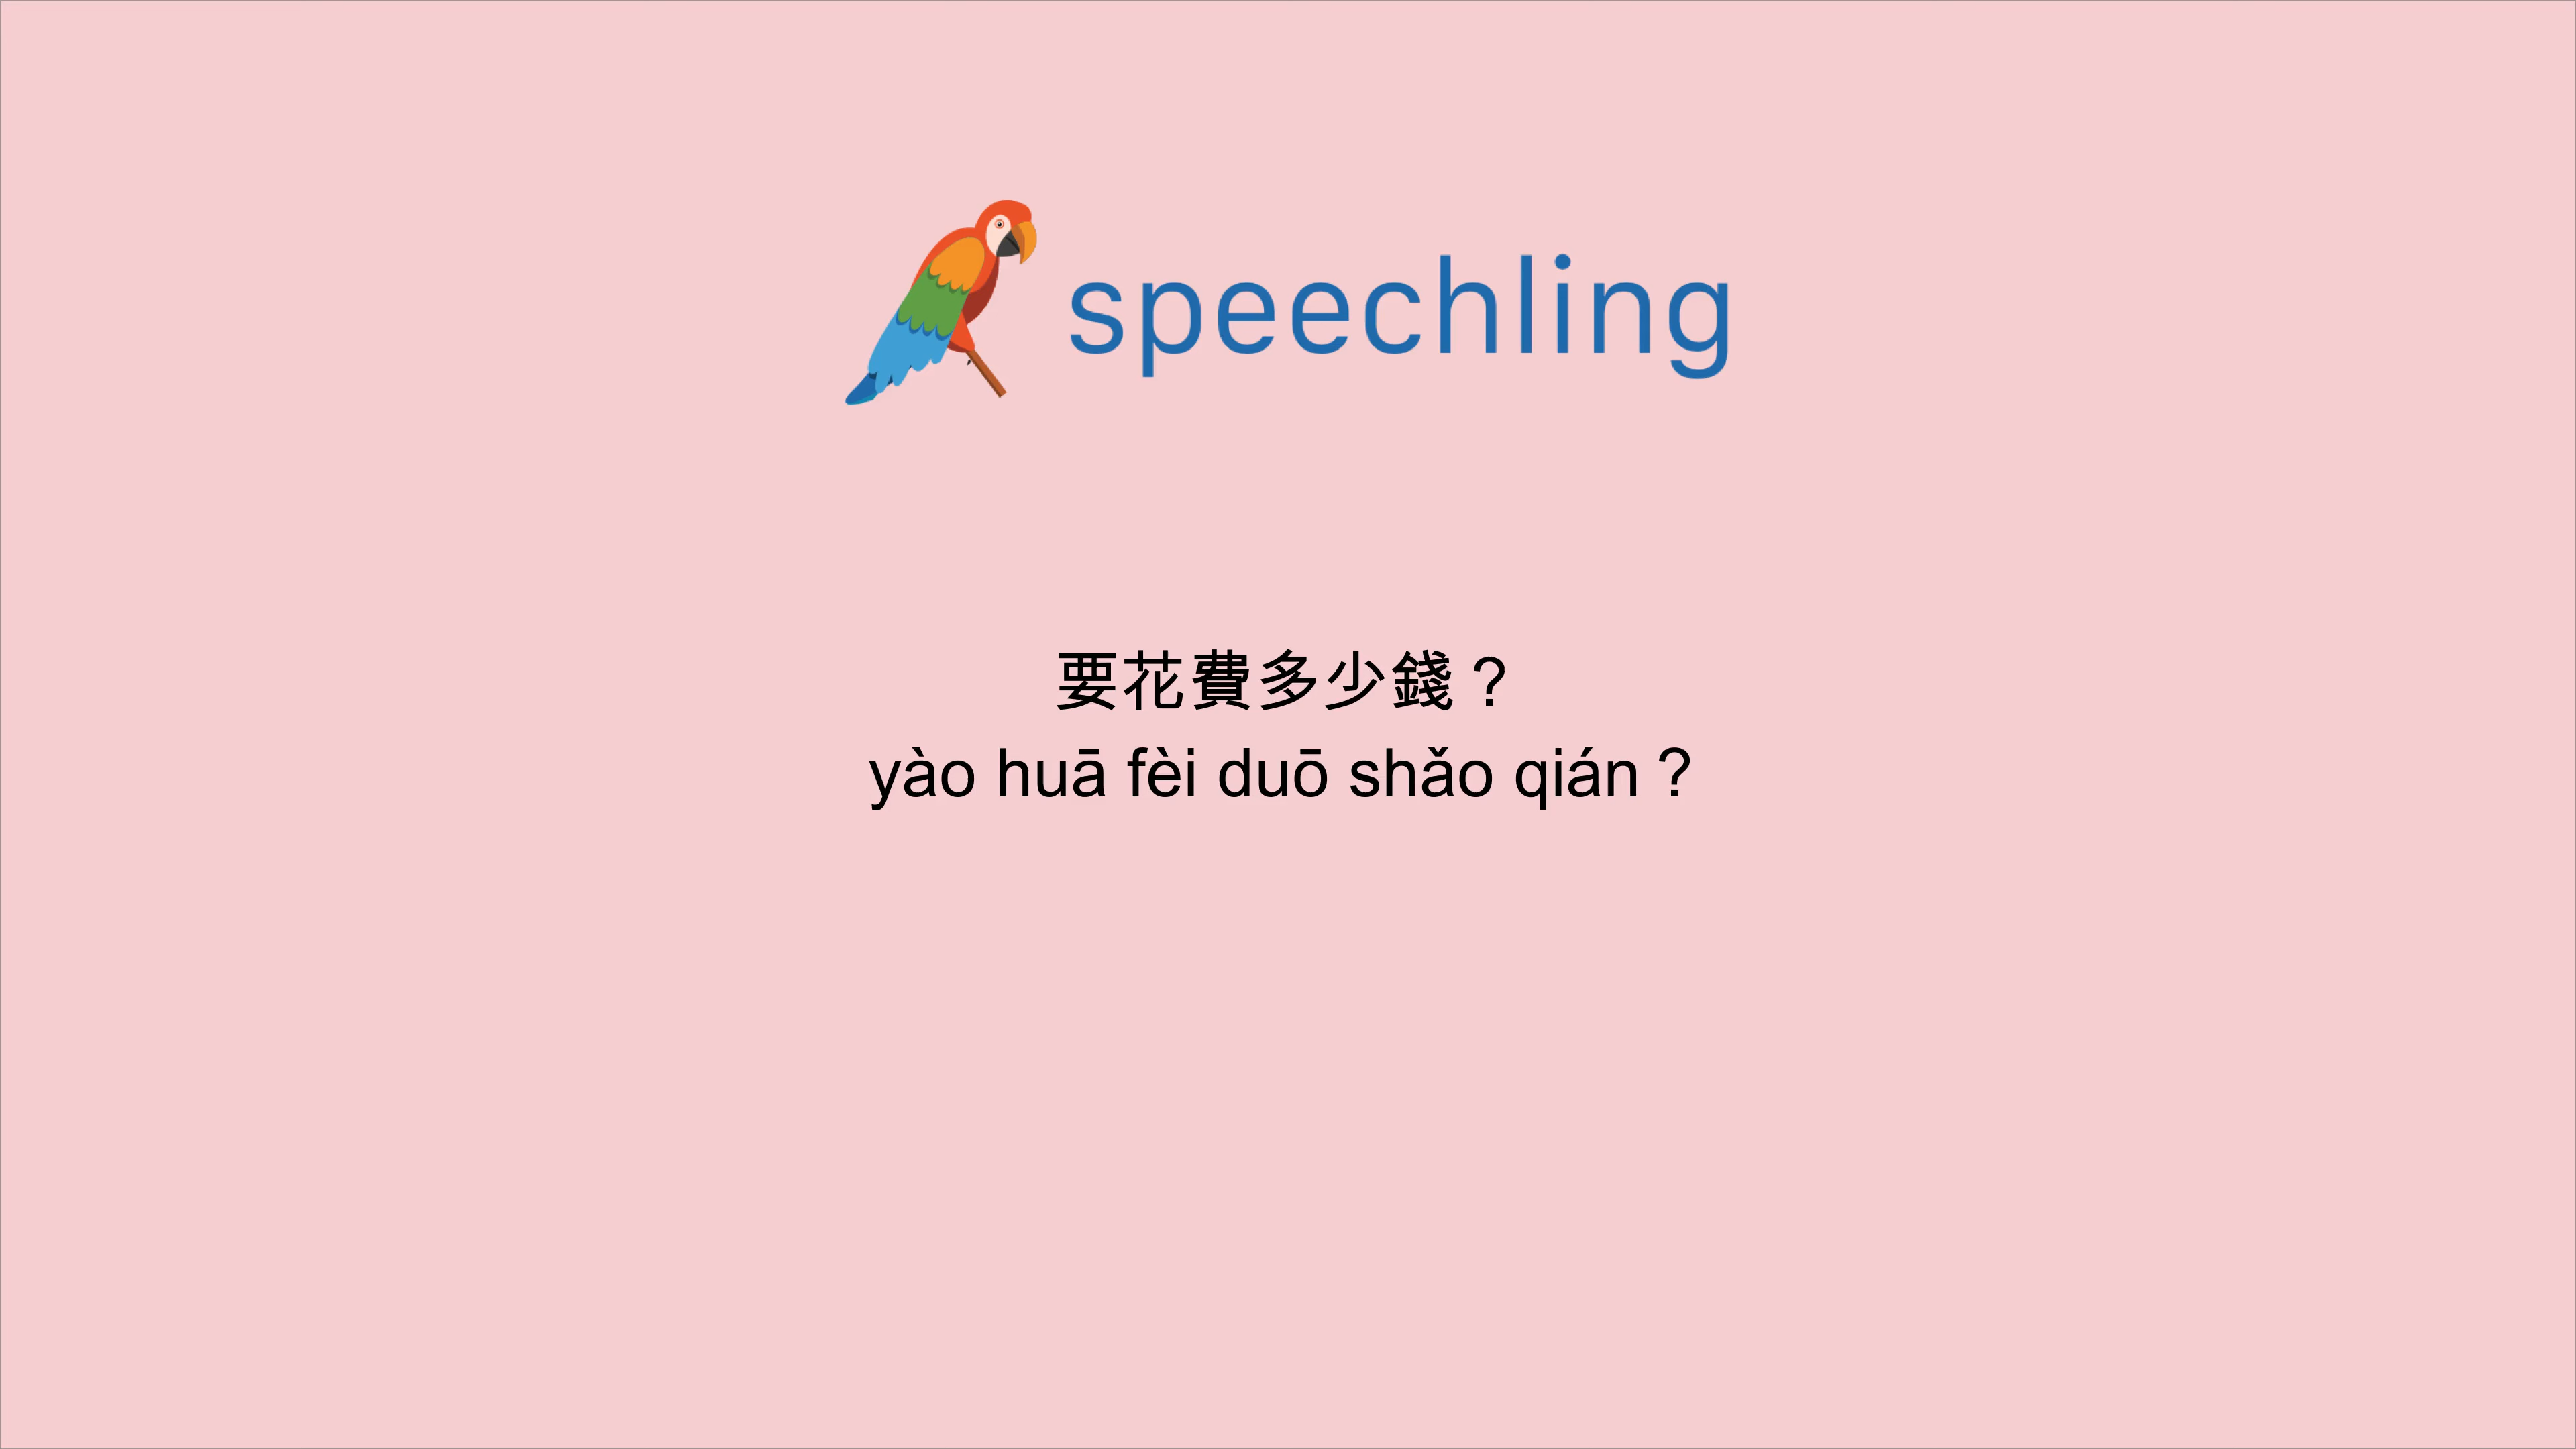 speechling
要花費多少錢？
yào huā fèi duō shǎo qián？